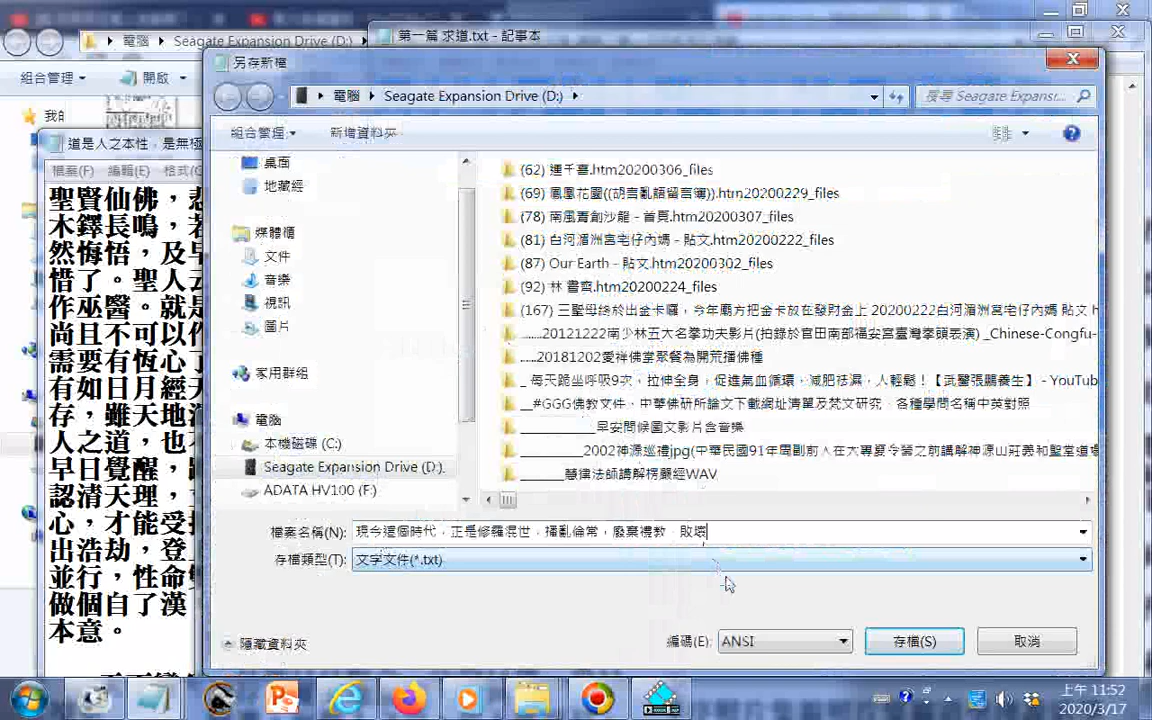 電腦 ▸ Seagate Expansion Drive (D:) ▸
第一篇 求道.txt - 記事本
另存新檔
組合管理
開啟
電腦 ▸ Seagate Expansion Drive (D:) ▸
搜尋 Seagate Expans...
組合管理
新增資料夾
道是人之本性，是無極
檔案(F) 編輯(E) 格式(
聖賢仙佛，悲
木鐸長鳴，若
然悔悟，及早
惜了。聖人云
作巫醫。就是
尚且不可以作
需要有恆心了
有如日月經天
存，雖天地混
人之道，也不
早日覺醒，
認清天理，
心，才能受
出浩劫，登上
並行，性命雙
做個自了漢
本意。
桌面
地藏經
媒體櫃
文件
音樂
視訊
圖片
家用群組
電腦
本機磁碟 (C:)
Seagate Expansion Drive (D:)
ADATA HV100 (F:)
(62) 連千喜.htm20200306_files
(69) 鳳凰花園((胡言亂語留言簿)).htm20200229_files
(78) 南風青創沙龍 - 首頁.htm20200307_files
(81) 白河湄洲宮宅仔內媽 - 貼文.htm20200222_files
(87) Our Earth - 貼文.htm20200302_files
(92) 林 書齊.htm20200224_files
(167) 三聖母終於出金卡囉，今年廟方把金卡放在發財金上 20200222白河湄洲宮宅仔內媽 貼文 h
.....20121222南少林五大名拳功夫影片(拍錄於官田南部福安宮臺灣拳頭表演) _Chinese-Congfu-
.....20181202愛祥佛堂聚餐為開荒播佛種
_ 每天跪坐呼吸9次，拉伸全身，促進氣血循環，減肥祛濕，人輕鬆！【武醫張鵬養生】 - YouTub
__#GGG佛教文件、中華佛研所論文下載網址清單及梵文研究、各種學問名稱中英對照
___________早安問候圖文影片含音樂
__________2002神源巡禮jpg(中華民國91年周副前人在大專夏令營之前講解神源山莊義和聖堂道場
_______慧律法師講解楞嚴經WAV
檔案名稱(N): 現今這個時代，正是修羅混世，播亂倫常，廢棄禮教，敗壞
存檔類型(T): 文字文件(*.txt)
隱藏資料夾
編碼(E): ANSI
存檔(S)
取消
上午 11:52
2020/3/17